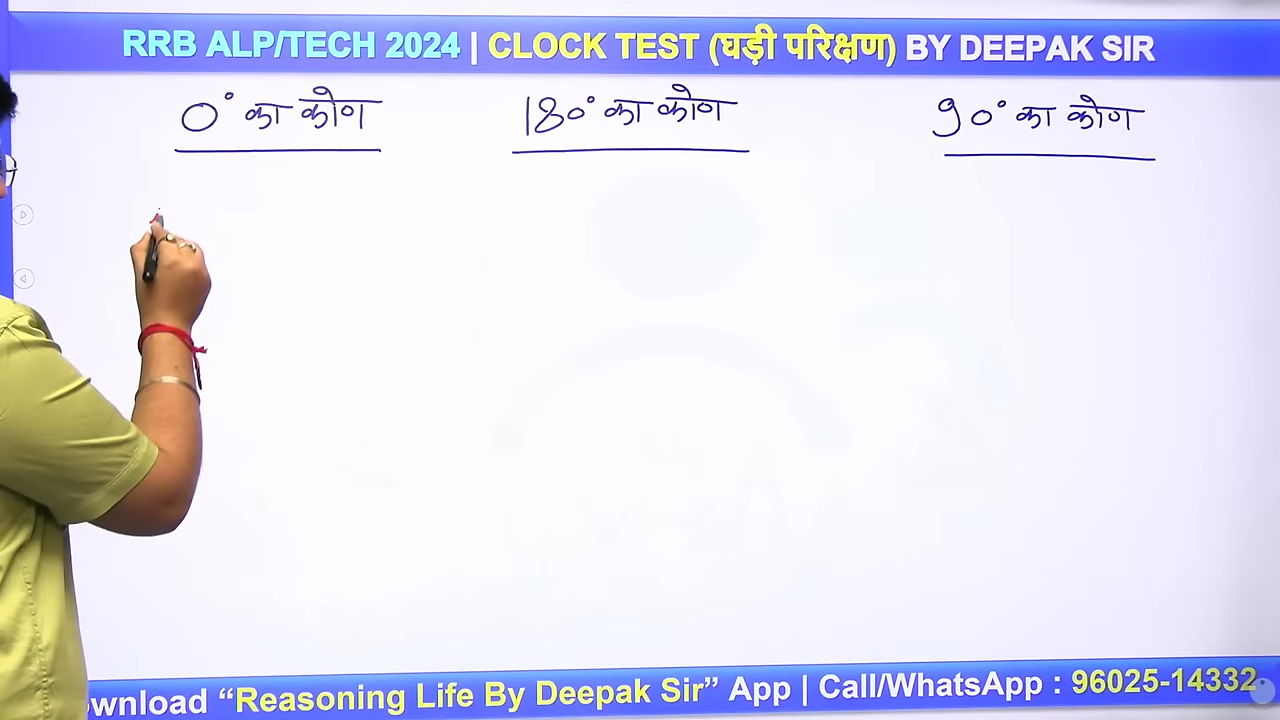 RRB ALP/TECH 2024 | CLOCK TEST (घड़ी परिक्षण) BY DEEPAK SIR
0° का कोण 180° का कोण 90° का कोण
wnload “Reasoning Life By Deepak Sir” App | Call/WhatsApp : 96025-14332